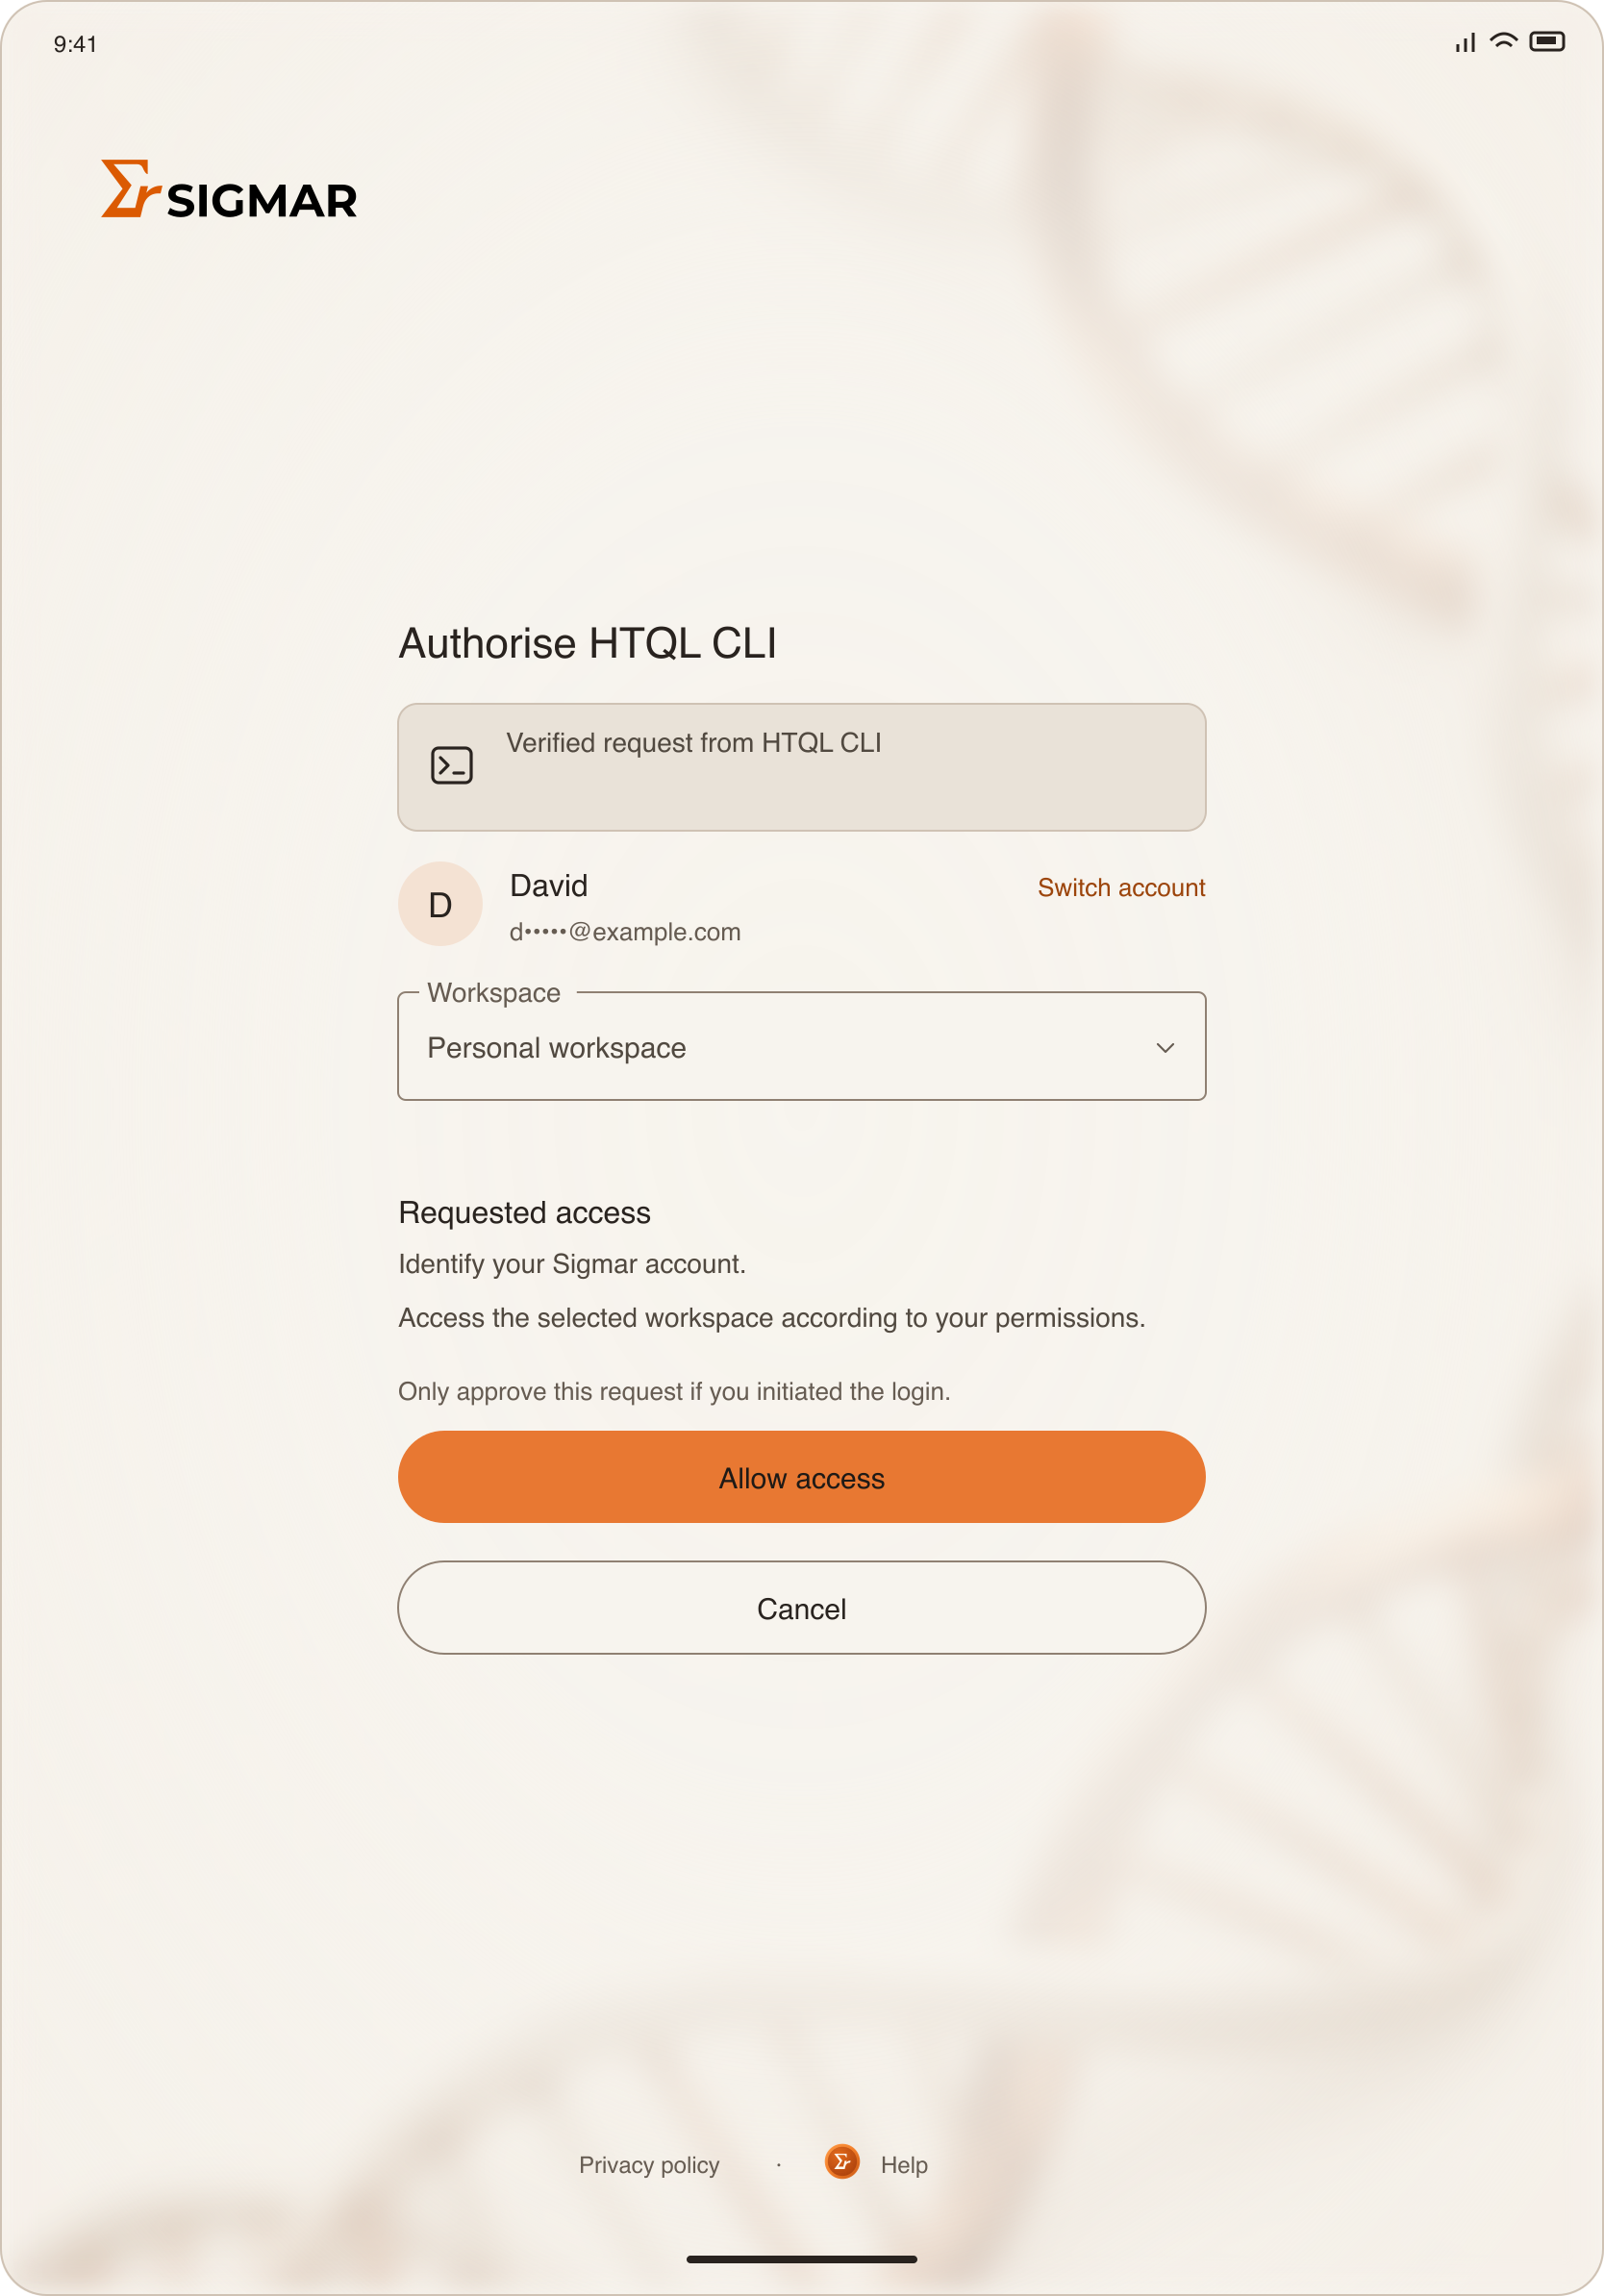 9:41
Σr SIGMAR
Authorise HTQL CLI
Verified request from HTQL CLI
D
David
Switch account
d•••••@example.com
Workspace
Personal workspace
Requested access
Identify your Sigmar account.
Access the selected workspace according to your permissions.
Only approve this request if you initiated the login.
Allow access
Cancel
Privacy policy · Σr Help